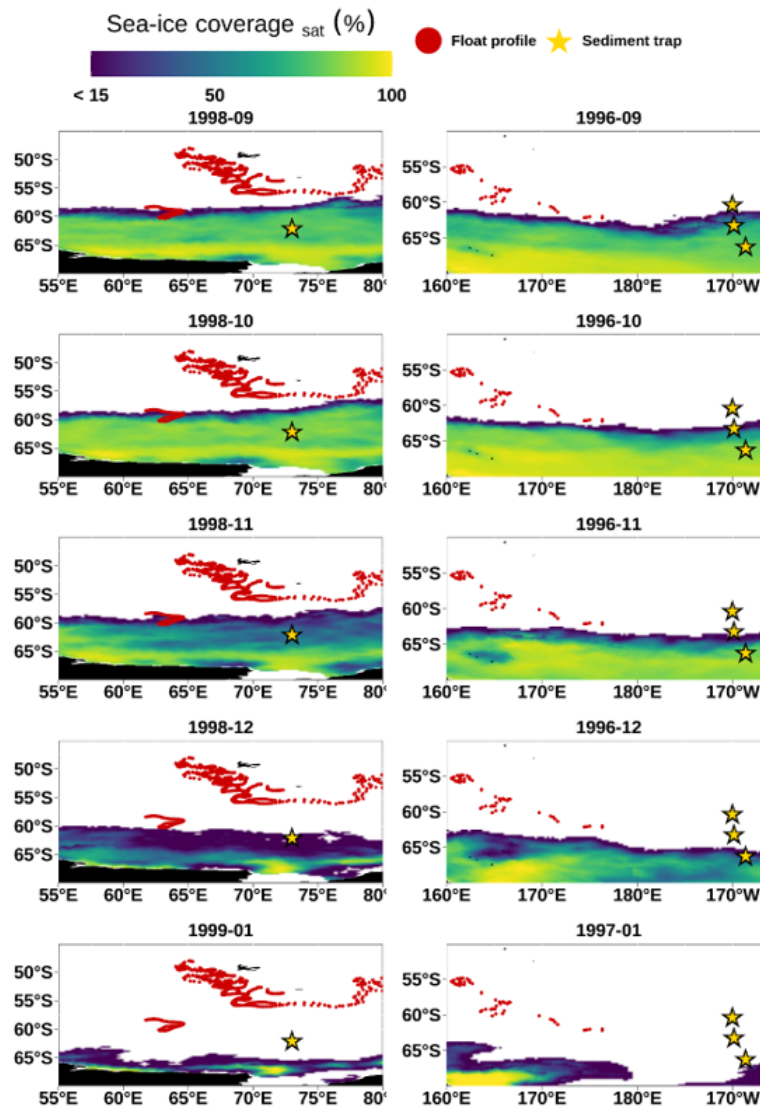 Sea-ice coverage sat (%)
Float profile Sediment trap
< 15 50 100
1998-09 1996-09
50°S
55°S
60°S
65°S
55°E 60°E 65°E 70°E 75°E 80°
55°S
60°S
65°S
160°E 170°E 180°E 170°W
1998-10 1996-10
50°S
55°S
60°S
65°S
55°E 60°E 65°E 70°E 75°E 80°
55°S
60°S
65°S
160°E 170°E 180°E 170°W
1998-11 1996-11
50°S
55°S
60°S
65°S
55°E 60°E 65°E 70°E 75°E 80°
55°S
60°S
65°S
160°E 170°E 180°E 170°W
1998-12 1996-12
50°S
55°S
60°S
65°S
55°E 60°E 65°E 70°E 75°E 80°
55°S
60°S
65°S
160°E 170°E 180°E 170°W
1999-01 1997-01
50°S
55°S
60°S
65°S
55°E 60°E 65°E 70°E 75°E 80°
55°S
60°S
65°S
160°E 170°E 180°E 170°W